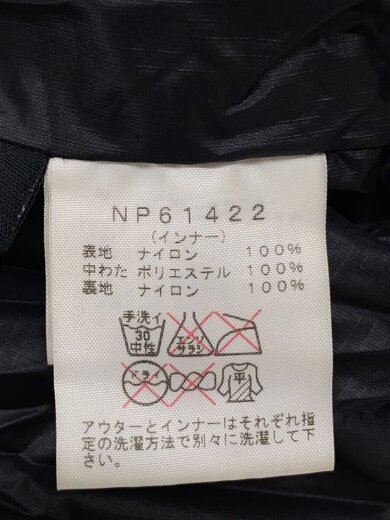 NP61422
(インナー)
表地 ナイロン 100%
中わた ポリエステル 100%
裏地 ナイロン 100%
手洗イ
30
中性
エンソ
サラシ
ドライ
平
アウターとインナーはそれぞれ指
定の洗濯方法で別々に洗濯して下
さい。